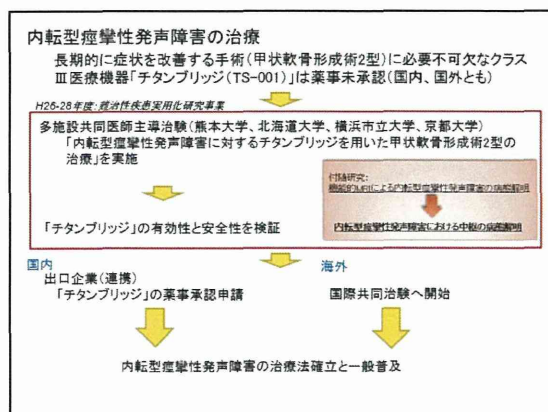 内転型痙攣性発声障害の治療
長期的に症状を改善する手術(甲状軟骨形成術2型)に必要不可欠なクラス
Ⅲ医療機器「チタンブリッジ(TS-001)」は薬事未承認(国内、国外とも)
H26-28年度:難治性疾患実用化研究事業
多施設共同医師主導治験(熊本大学、北海道大学、横浜市立大学、京都大学)
「内転型痙攣性発声障害に対するチタンブリッジを用いた甲状軟骨形成術2型の
治療」を実施
付随研究:
機能的MRIによる内転型痙攣性発声障害の病態解明
内転型痙攣性発声障害における中枢の病態解明
「チタンブリッジ」の有効性と安全性を検証
国内
出口企業(連携)
「チタンブリッジ」の薬事承認申請
海外
国際共同治験へ開始
内転型痙攣性発声障害の治療法確立と一般普及